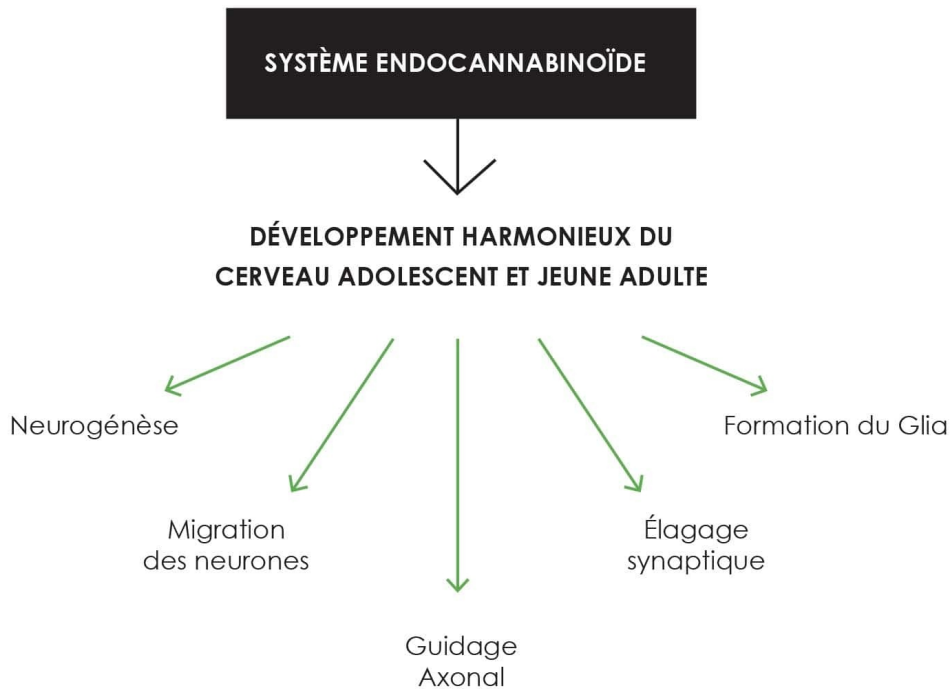 SYSTÈME ENDOCANNABINOÏDE
DÉVELOPPEMENT HARMONIEUX DU
CERVEAU ADOLESCENT ET JEUNE ADULTE
Neurogénèse
Migration
des neurones
Guidage
Axonal
Élagage
synaptique
Formation du Glia